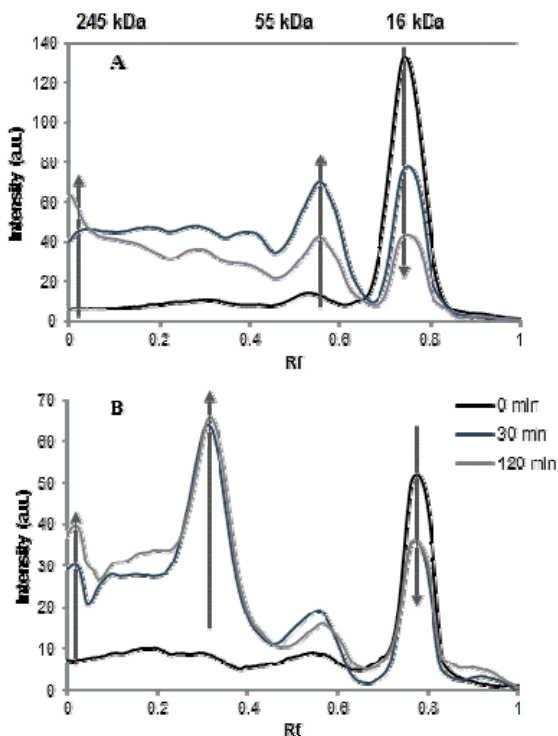 245 kDa 55 kDa 16 kDa
140
A
120
100
80
60
40
20
0
Intensity (a.u.)
0 0.2 0.4 0.6 0.8 1
Rf
70
B
60
50
40
30
20
10
0
Intensity (a.u.)
0 min
30 min
120 min
0 0.2 0.4 0.6 0.8 1
Rf